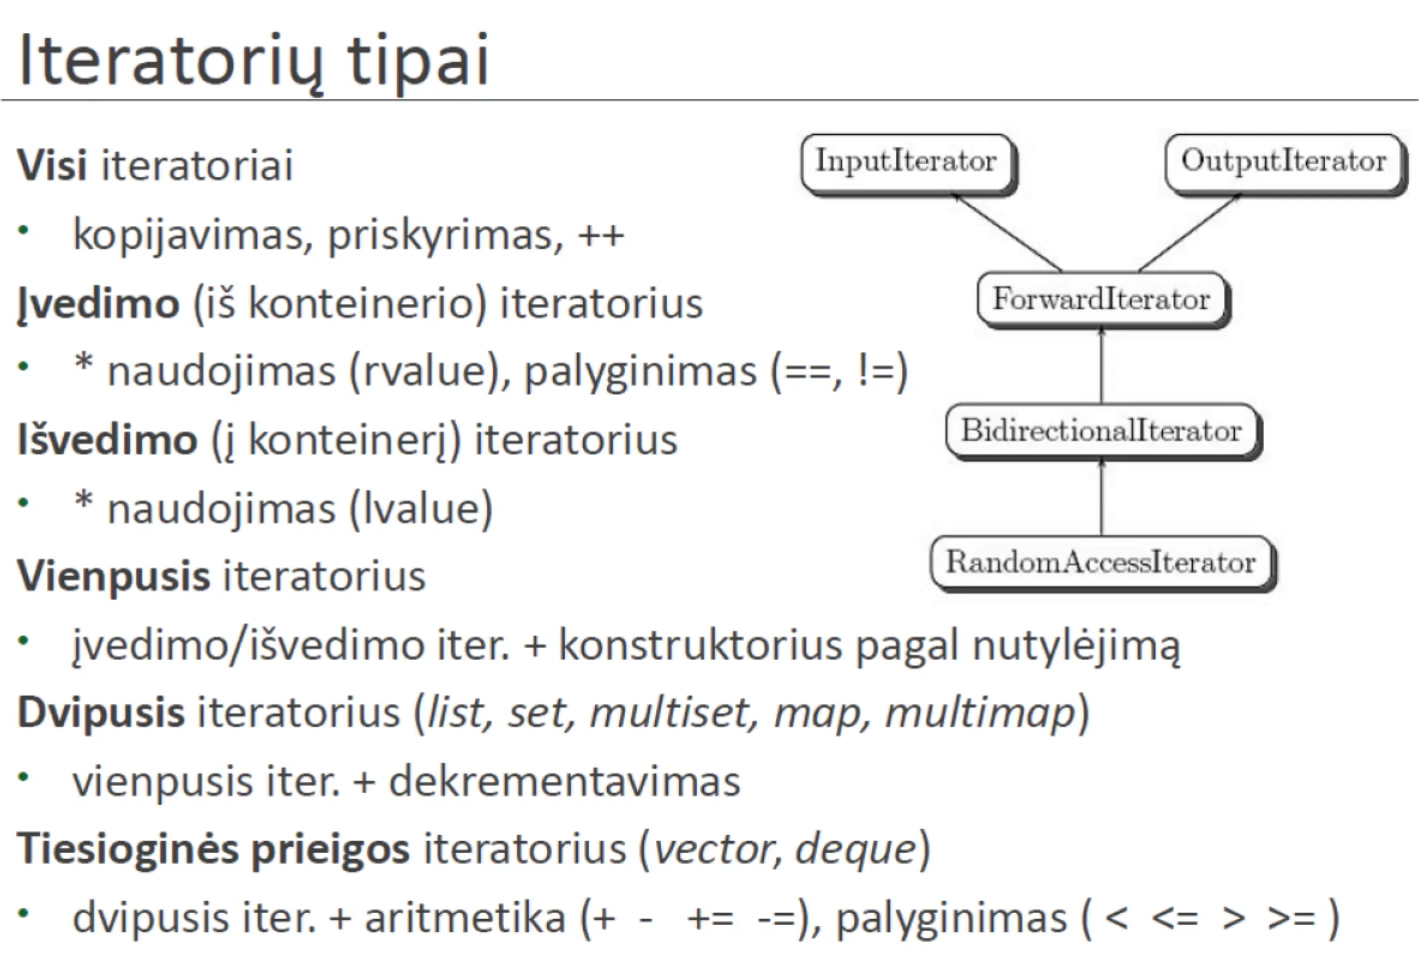 Iteratorių tipai
Visi iteratoriai
• kopijavimas, priskyrimas, ++
Įvedimo (iš konteinerio) iteratorius
• * naudojimas (rvalue), palyginimas (==, !=)
Išvedimo (į konteinerį) iteratorius
• * naudojimas (lvalue)
Vienpusis iteratorius
• įvedimo/išvedimo iter. + konstruktorius pagal nutylėjimą
Dvipusis iteratorius (list, set, multiset, map, multimap)
• vienpusis iter. + dekrementavimas
Tiesioginės prieigos iteratorius (vector, deque)
• dvipusis iter. + aritmetika (+ - += -=), palyginimas ( < <= > >= )
InputIterator
OutputIterator
ForwardIterator
BidirectionalIterator
RandomAccessIterator